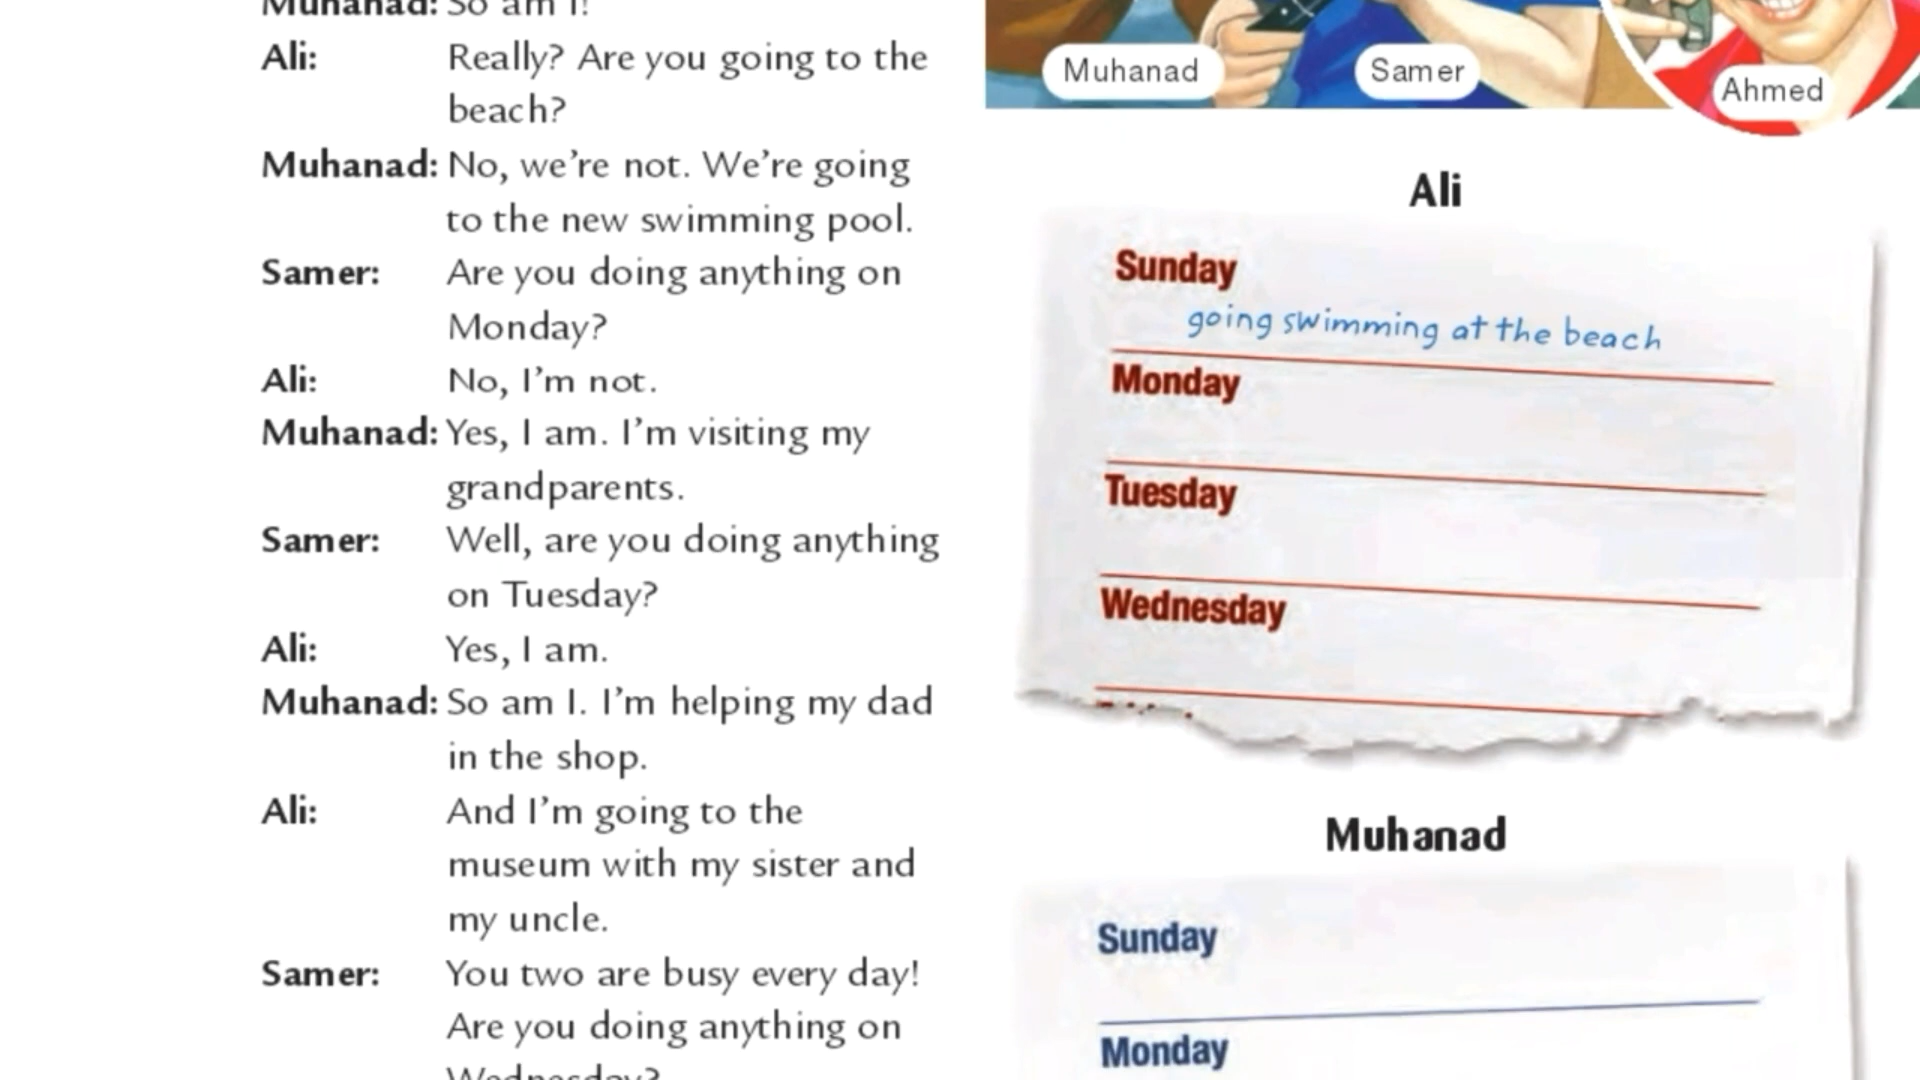 Muhanad: So am I!
Ali: Really? Are you going to the
beach?
Muhanad: No, we're not. We're going
to the new swimming pool.
Samer: Are you doing anything on
Monday?
Ali: No, I'm not.
Muhanad: Yes, I am. I'm visiting my
grandparents.
Samer: Well, are you doing anything
on Tuesday?
Ali: Yes, I am.
Muhanad: So am I. I'm helping my dad
in the shop.
Ali: And I'm going to the
museum with my sister and
my uncle.
Samer: You two are busy every day!
Are you doing anything on
Wednesday?
Muhanad
Samer
Ahmed
Ali
Sunday
going swimming at the beach
Monday
Tuesday
Wednesday
Muhanad
Sunday
Monday